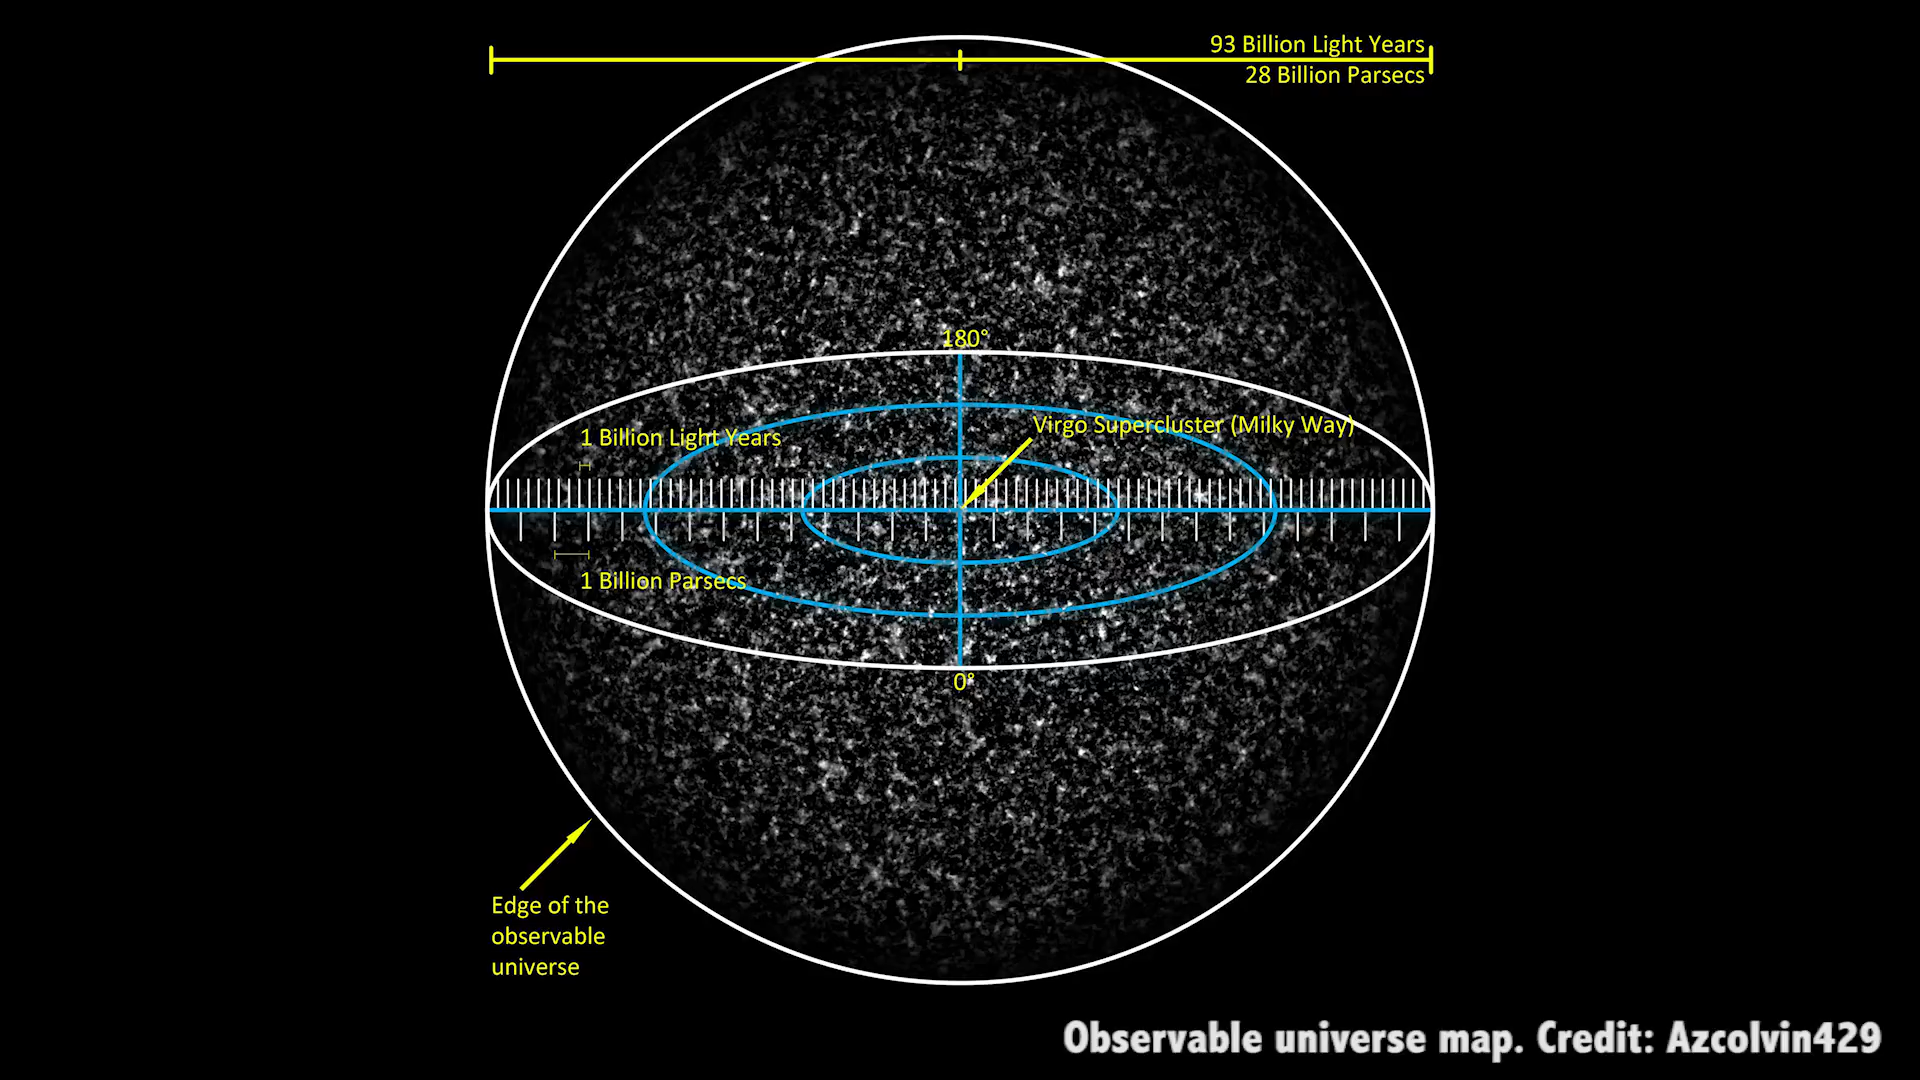 93 Billion Light Years
28 Billion Parsecs
180°
Virgo Supercluster (Milky Way)
1 Billion Light Years
1 Billion Parsecs
0°
Edge of the
observable
universe
Observable universe map. Credit: Azcolvin429